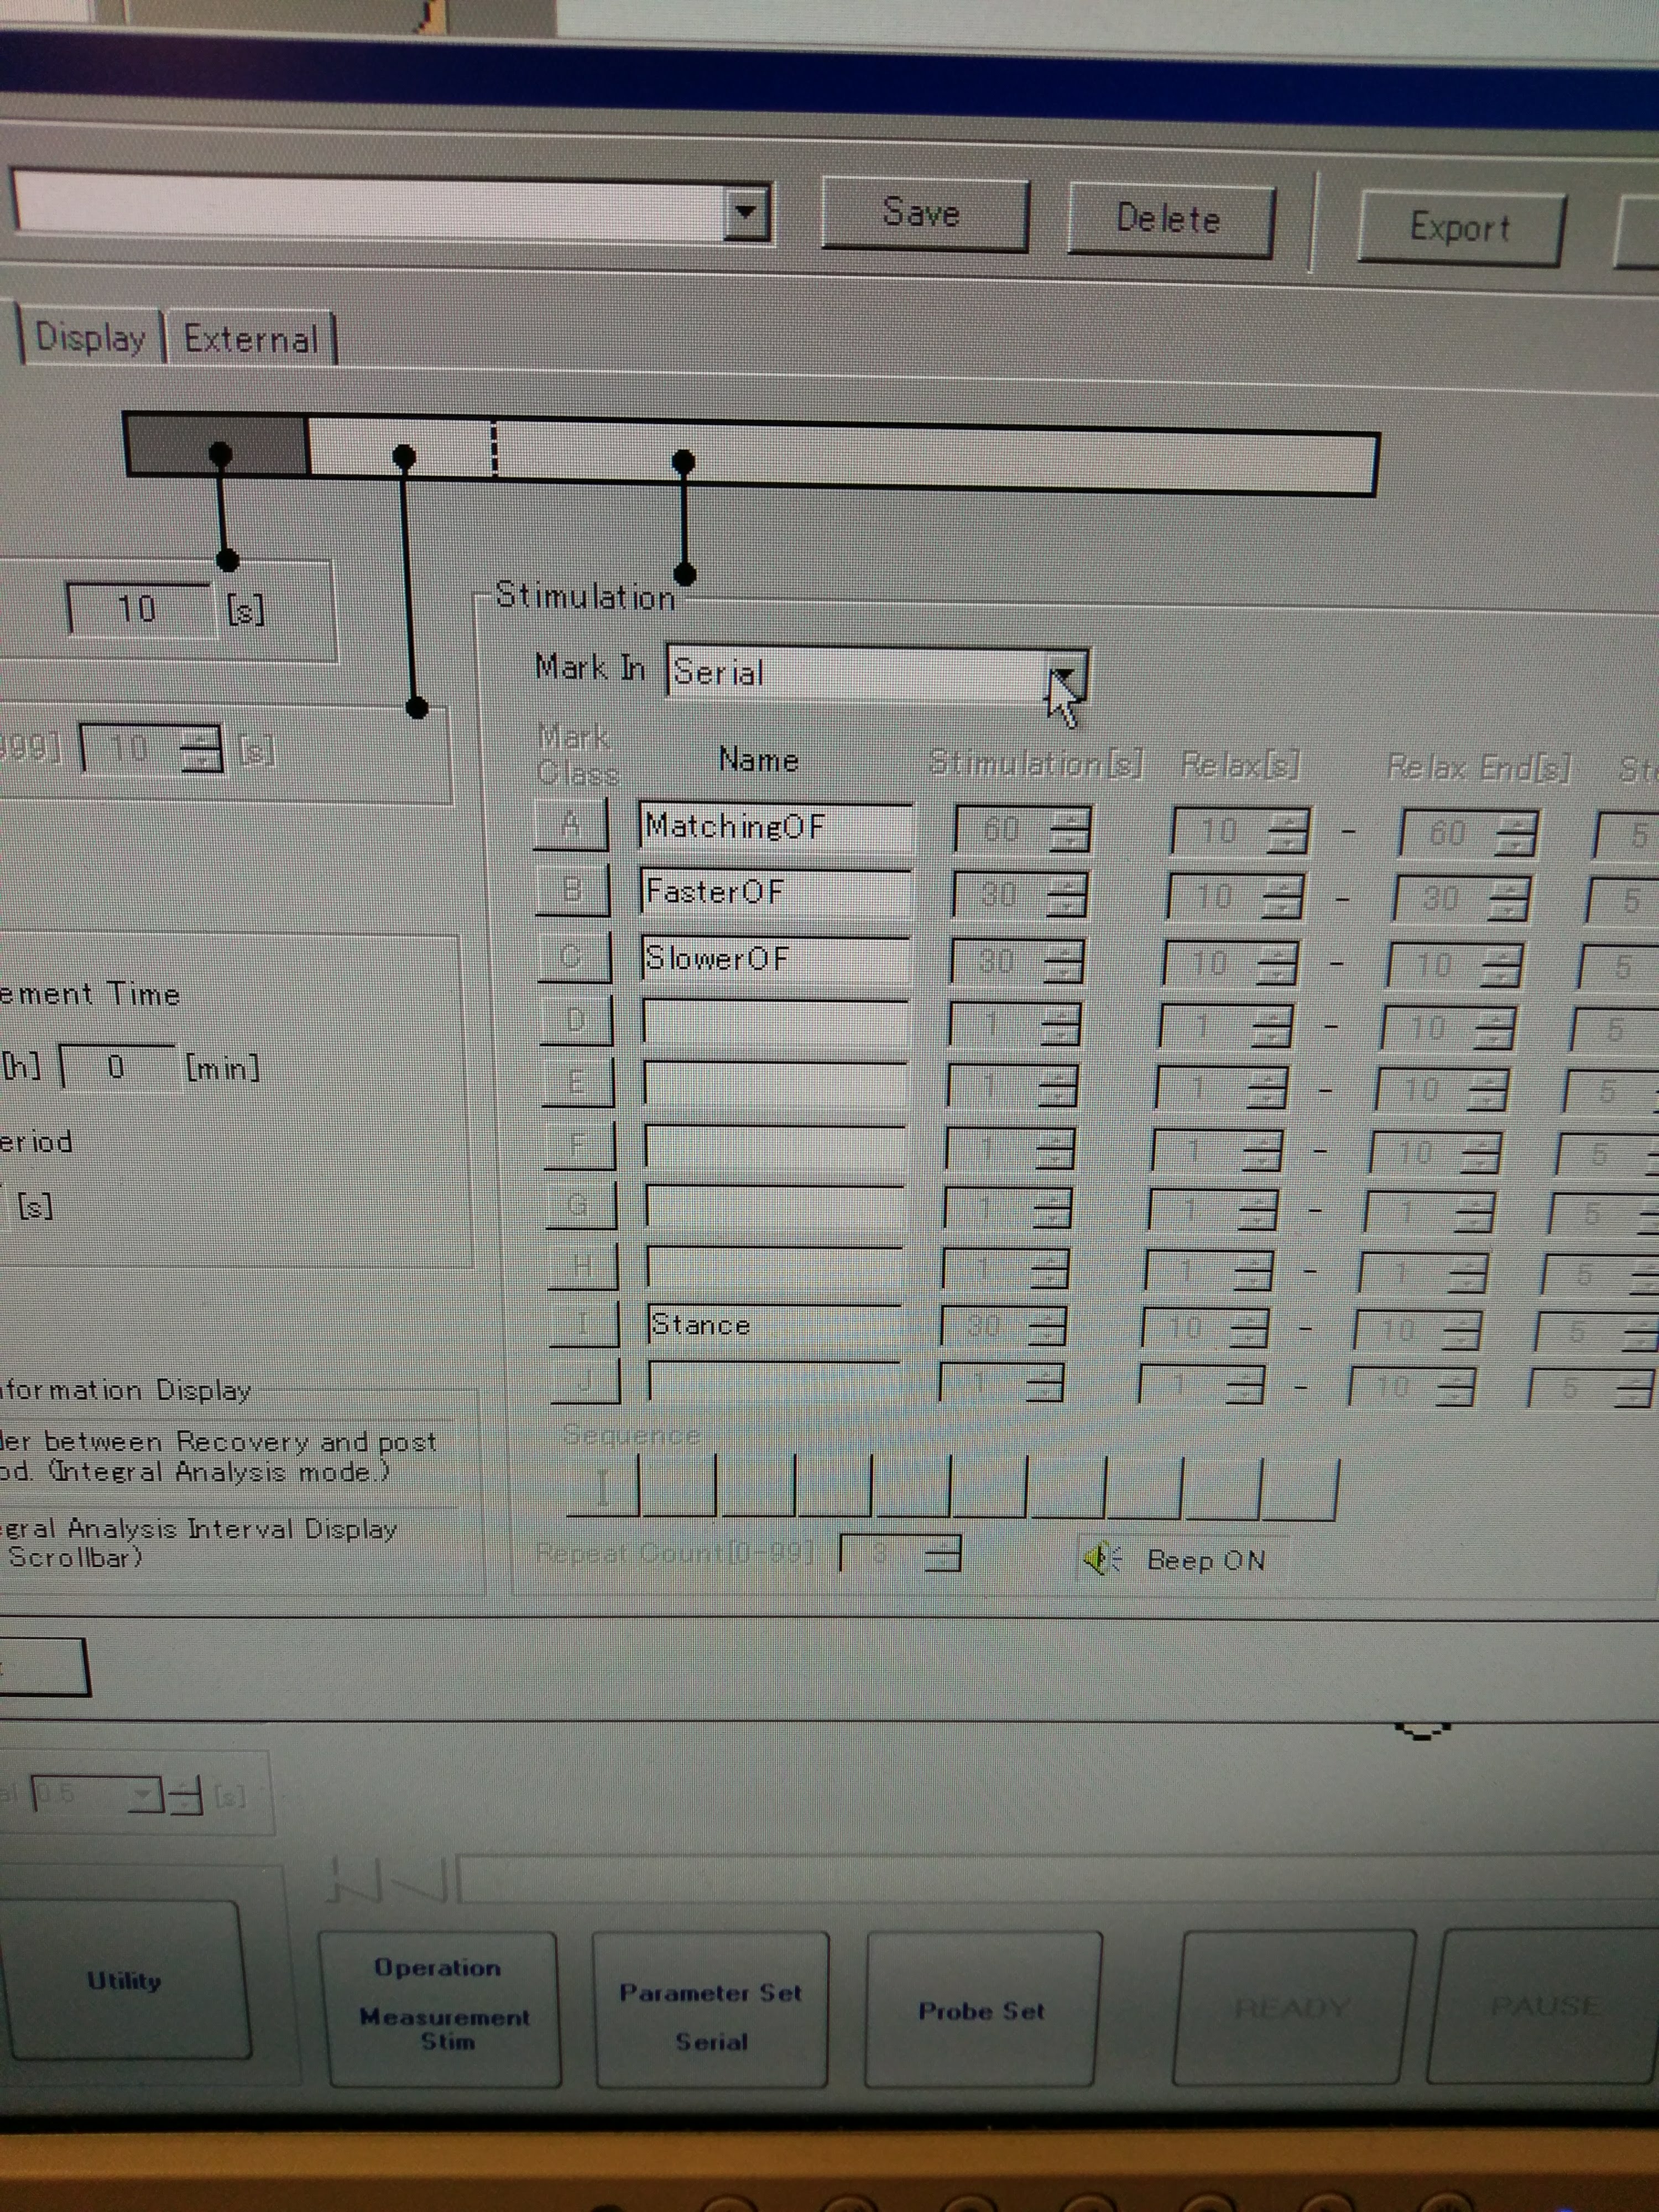 Save Delete Export
Display External
10 [s]
Stimulation
Mark In Serial
999] 10 [s]
Mark Class Name Stimulation[s] Relax[s] Relax End[s]
A MatchingOF 60 10 - 60 5
B FasterOF 30 10 - 30 5
C SlowerOF 30 10 - 10 5
D 1 1 - 10 5
E 1 1 - 10 5
F 1 1 - 10 5
G 1 1 - 1 5
H 1 1 - 1 5
I Stance 30 10 - 10 5
J 1 1 - 10 5
ement Time
[h] 0 [min]
eriod
[s]
formation Display
der between Recovery and post
od. (Integral Analysis mode.)
egral Analysis Interval Display
Scrollbar)
Sequence
I
Repeat Count[0-99] 3 Beep ON
0.5 [s]
Utility
Operation
Measurement
Stim
Parameter Set
Serial
Probe Set
READY
PAUSE